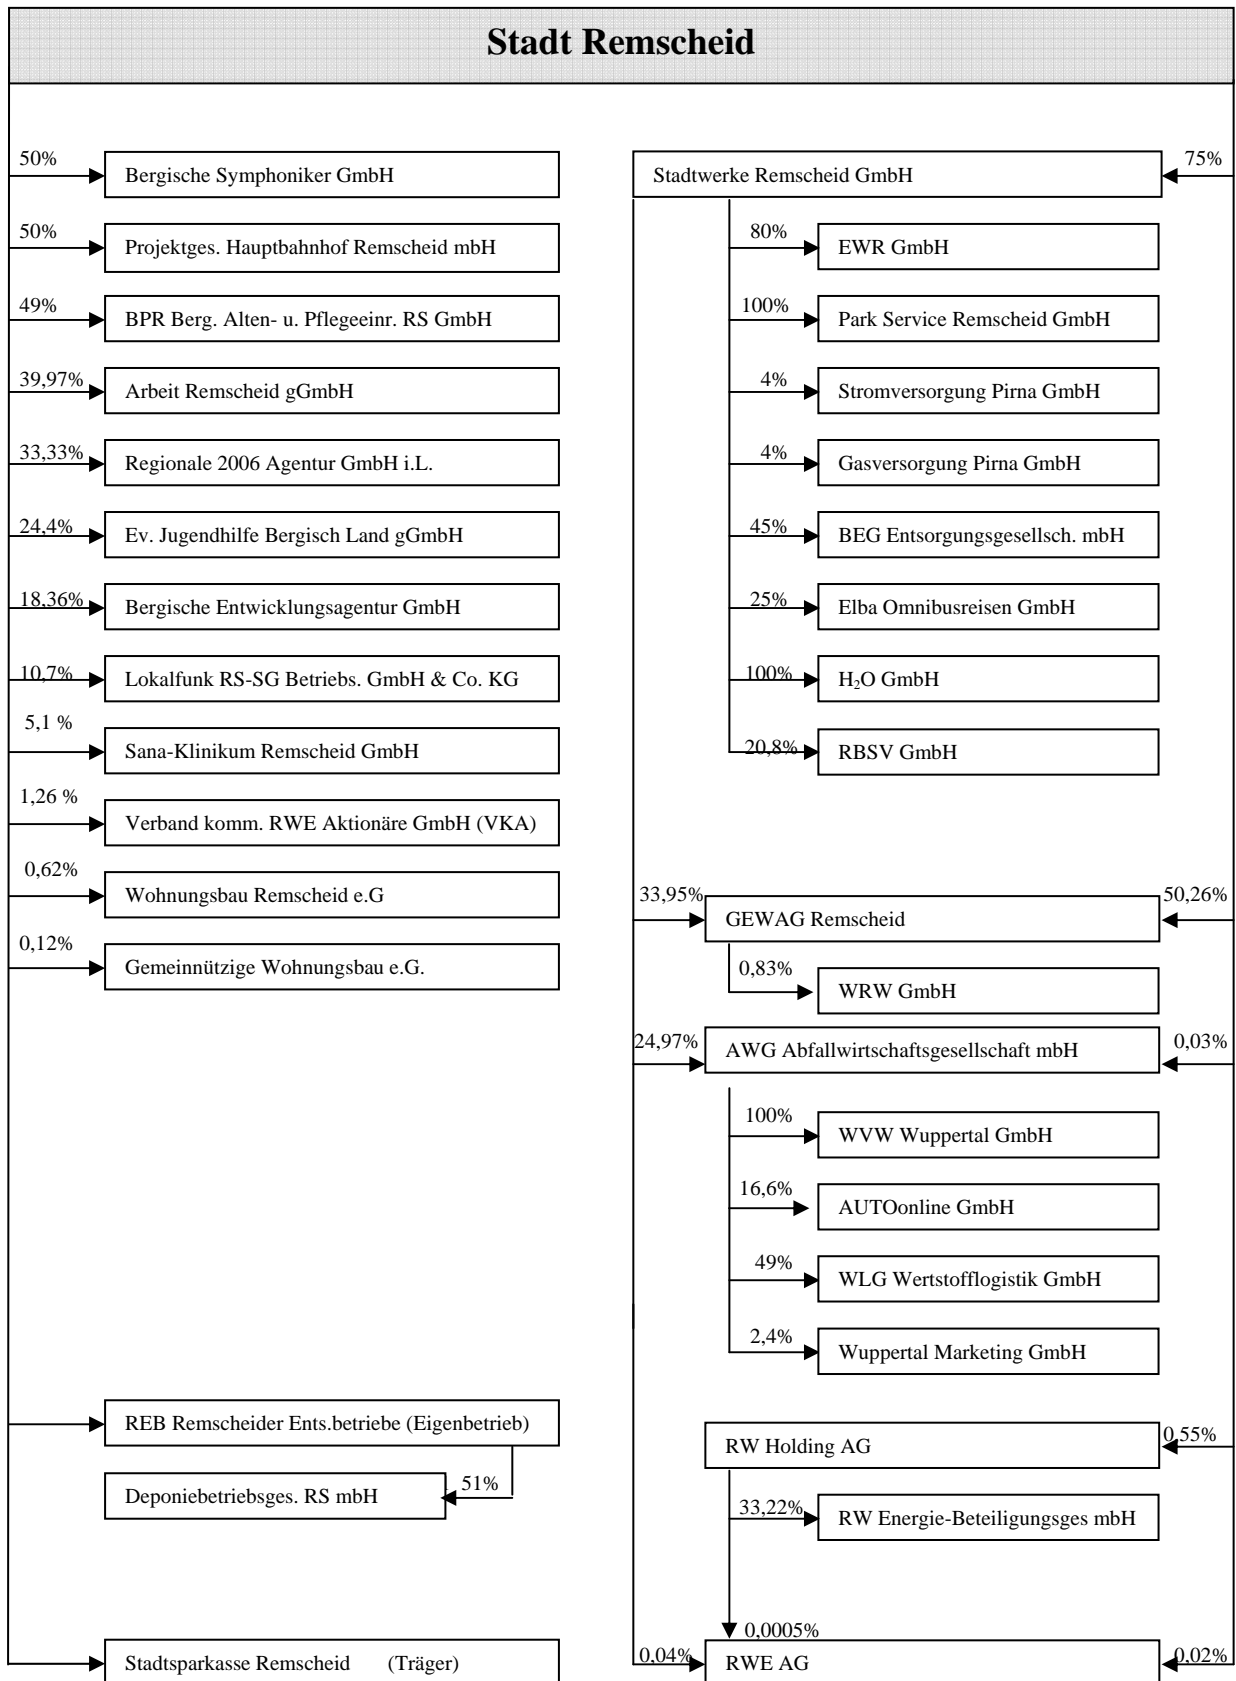 Stadt Remscheid
50%
Bergische Symphoniker GmbH
50%
Projektges. Hauptbahnhof Remscheid mbH
49%
BPR Berg. Alten- u. Pflegeeinr. RS GmbH
39,97%
Arbeit Remscheid gGmbH
33,33%
Regionale 2006 Agentur GmbH i.L.
24,4%
Ev. Jugendhilfe Bergisch Land gGmbH
18,36%
Bergische Entwicklungsagentur GmbH
10,7%
Lokalfunk RS-SG Betriebs. GmbH & Co. KG
5,1 %
Sana-Klinikum Remscheid GmbH
1,26 %
Verband komm. RWE Aktionäre GmbH (VKA)
0,62%
Wohnungsbau Remscheid e.G
0,12%
Gemeinnützige Wohnungsbau e.G.
REB Remscheider Ents.betriebe (Eigenbetrieb)
51%
Deponiebetriebsges. RS mbH
Stadtsparkasse Remscheid (Träger)
75%
Stadtwerke Remscheid GmbH
80%
EWR GmbH
100%
Park Service Remscheid GmbH
4%
Stromversorgung Pirna GmbH
4%
Gasversorgung Pirna GmbH
45%
BEG Entsorgungsgesellsch. mbH
25%
Elba Omnibusreisen GmbH
100%
H₂O GmbH
20,8%
RBSV GmbH
33,95%
GEWAG Remscheid
50,26%
0,83%
WRW GmbH
24,97%
AWG Abfallwirtschaftsgesellschaft mbH
0,03%
100%
WVW Wuppertal GmbH
16,6%
AUTOonline GmbH
49%
WLG Wertstofflogistik GmbH
2,4%
Wuppertal Marketing GmbH
RW Holding AG
0,55%
33,22%
RW Energie-Beteiligungsges mbH
0,0005%
0,04%
RWE AG
0,02%